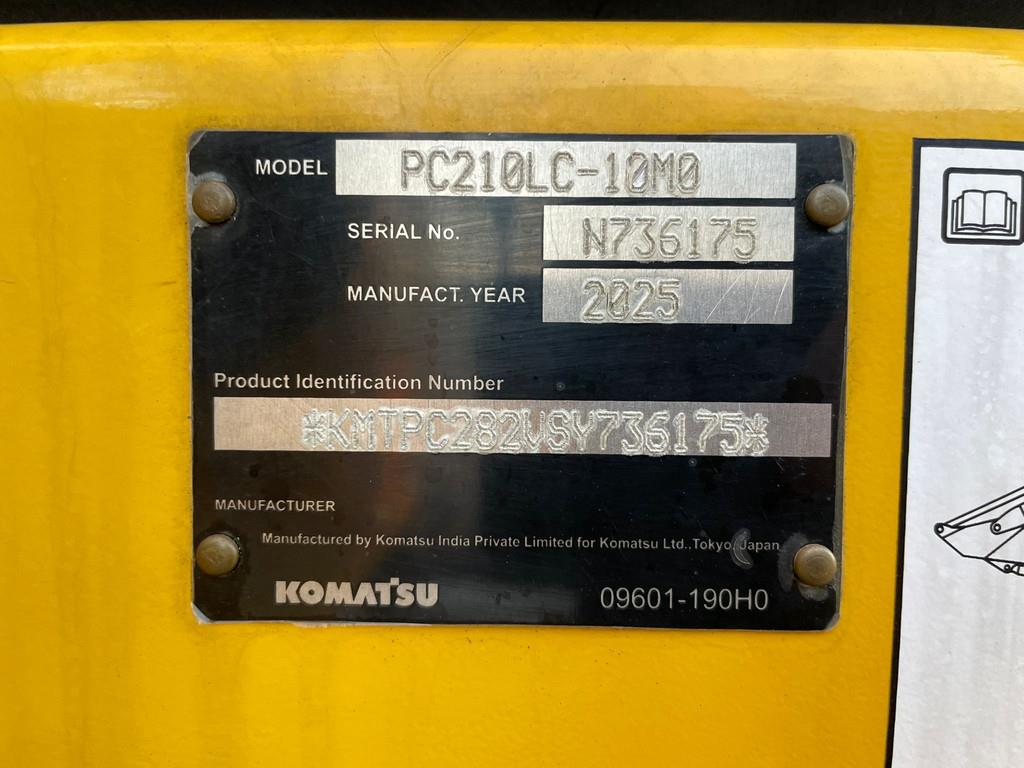 MODEL PC210LC-10M0
SERIAL No. N736175
MANUFACT. YEAR 2025
Product Identification Number
*KMTPC282VSY736175*
MANUFACTURER
Manufactured by Komatsu India Private Limited for Komatsu Ltd.,Tokyo,Japan
KOMATSU 09601-190H0